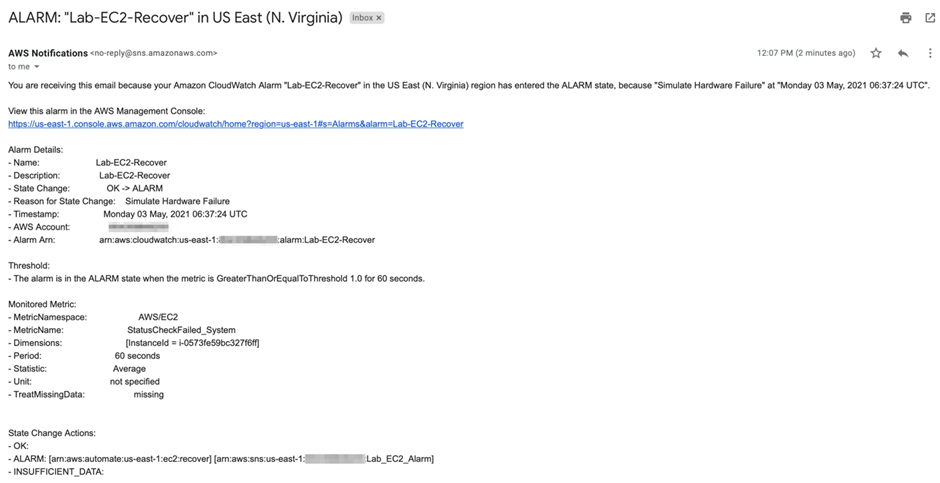 ALARM: "Lab-EC2-Recover" in US East (N. Virginia) Inbox ×
AWS Notifications <no-reply@sns.amazonaws.com> 12:07 PM (2 minutes ago)
to me
You are receiving this email because your Amazon CloudWatch Alarm "Lab-EC2-Recover" in the US East (N. Virginia) region has entered the ALARM state, because "Simulate Hardware Failure" at "Monday 03 May, 2021 06:37:24 UTC".
View this alarm in the AWS Management Console:
https://us-east-1.console.aws.amazon.com/cloudwatch/home?region=us-east-1#s=Alarms&alarm=Lab-EC2-Recover
Alarm Details:
- Name: Lab-EC2-Recover
- Description: Lab-EC2-Recover
- State Change: OK -> ALARM
- Reason for State Change: Simulate Hardware Failure
- Timestamp: Monday 03 May, 2021 06:37:24 UTC
- AWS Account:
- Alarm Arn: arn:aws:cloudwatch:us-east-1: :alarm:Lab-EC2-Recover
Threshold:
- The alarm is in the ALARM state when the metric is GreaterThanOrEqualToThreshold 1.0 for 60 seconds.
Monitored Metric:
- MetricNamespace: AWS/EC2
- MetricName: StatusCheckFailed_System
- Dimensions: [InstanceId = i-0573fe59bc327f6ff]
- Period: 60 seconds
- Statistic: Average
- Unit: not specified
- TreatMissingData: missing
State Change Actions:
- OK:
- ALARM: [arn:aws:automate:us-east-1:ec2:recover] [arn:aws:sns:us-east-1: :Lab_EC2_Alarm]
- INSUFFICIENT_DATA: